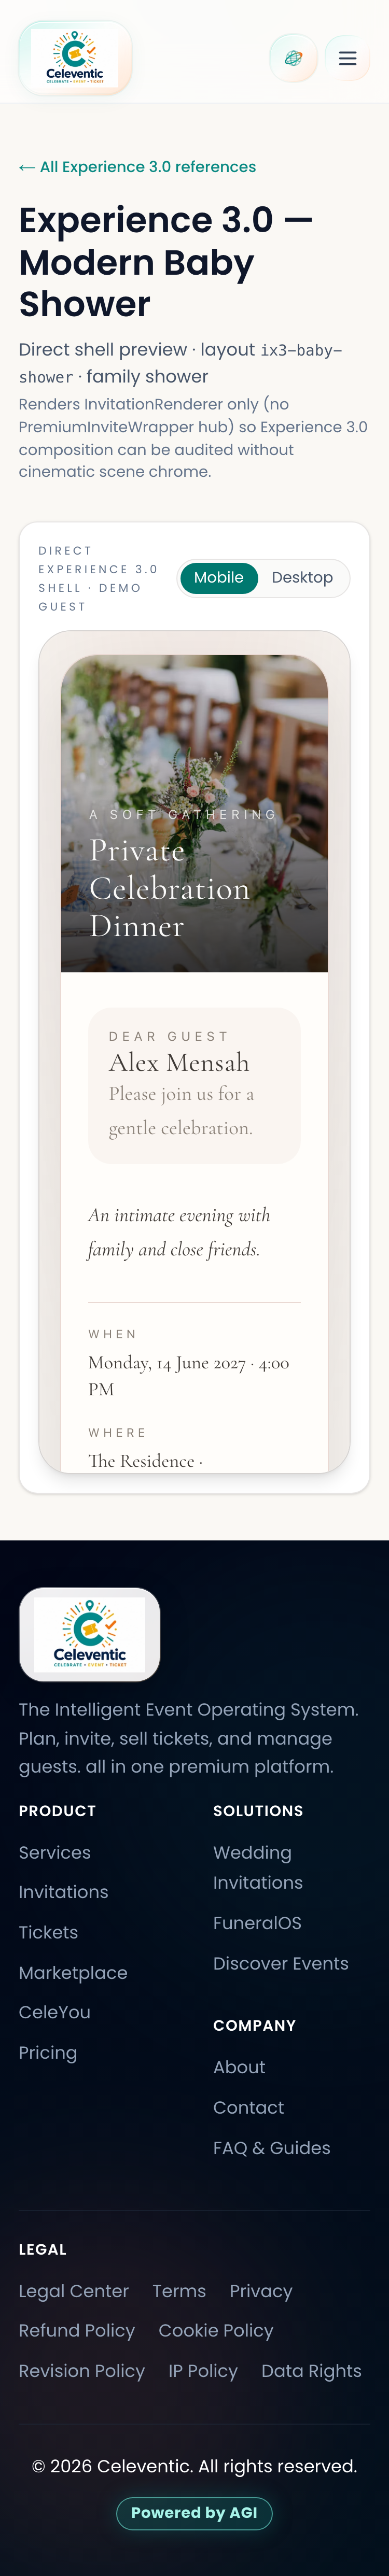 Celeventic
CELEBRATE • EVENT • TICKET
← All Experience 3.0 references
Experience 3.0 —
Modern Baby
Shower
Direct shell preview · layout ix3-baby-
shower · family shower
Renders InvitationRenderer only (no
PremiumInviteWrapper hub) so Experience 3.0
composition can be audited without
cinematic scene chrome.
DIRECT
EXPERIENCE 3.0
SHELL · DEMO
GUEST
Mobile
Desktop
A SOFT GATHERING
Private
Celebration
Dinner
DEAR GUEST
Alex Mensah
Please join us for a
gentle celebration.
An intimate evening with
family and close friends.
WHEN
Monday, 14 June 2027 · 4:00
PM
WHERE
The Residence ·
Celeventic
CELEBRATE • EVENT • TICKET
The Intelligent Event Operating System.
Plan, invite, sell tickets, and manage
guests. all in one premium platform.
PRODUCT
Services
Invitations
Tickets
Marketplace
CeleYou
Pricing
SOLUTIONS
Wedding
Invitations
FuneralOS
Discover Events
COMPANY
About
Contact
FAQ & Guides
LEGAL
Legal Center Terms Privacy
Refund Policy Cookie Policy
Revision Policy IP Policy Data Rights
© 2026 Celeventic. All rights reserved.
Powered by AGI